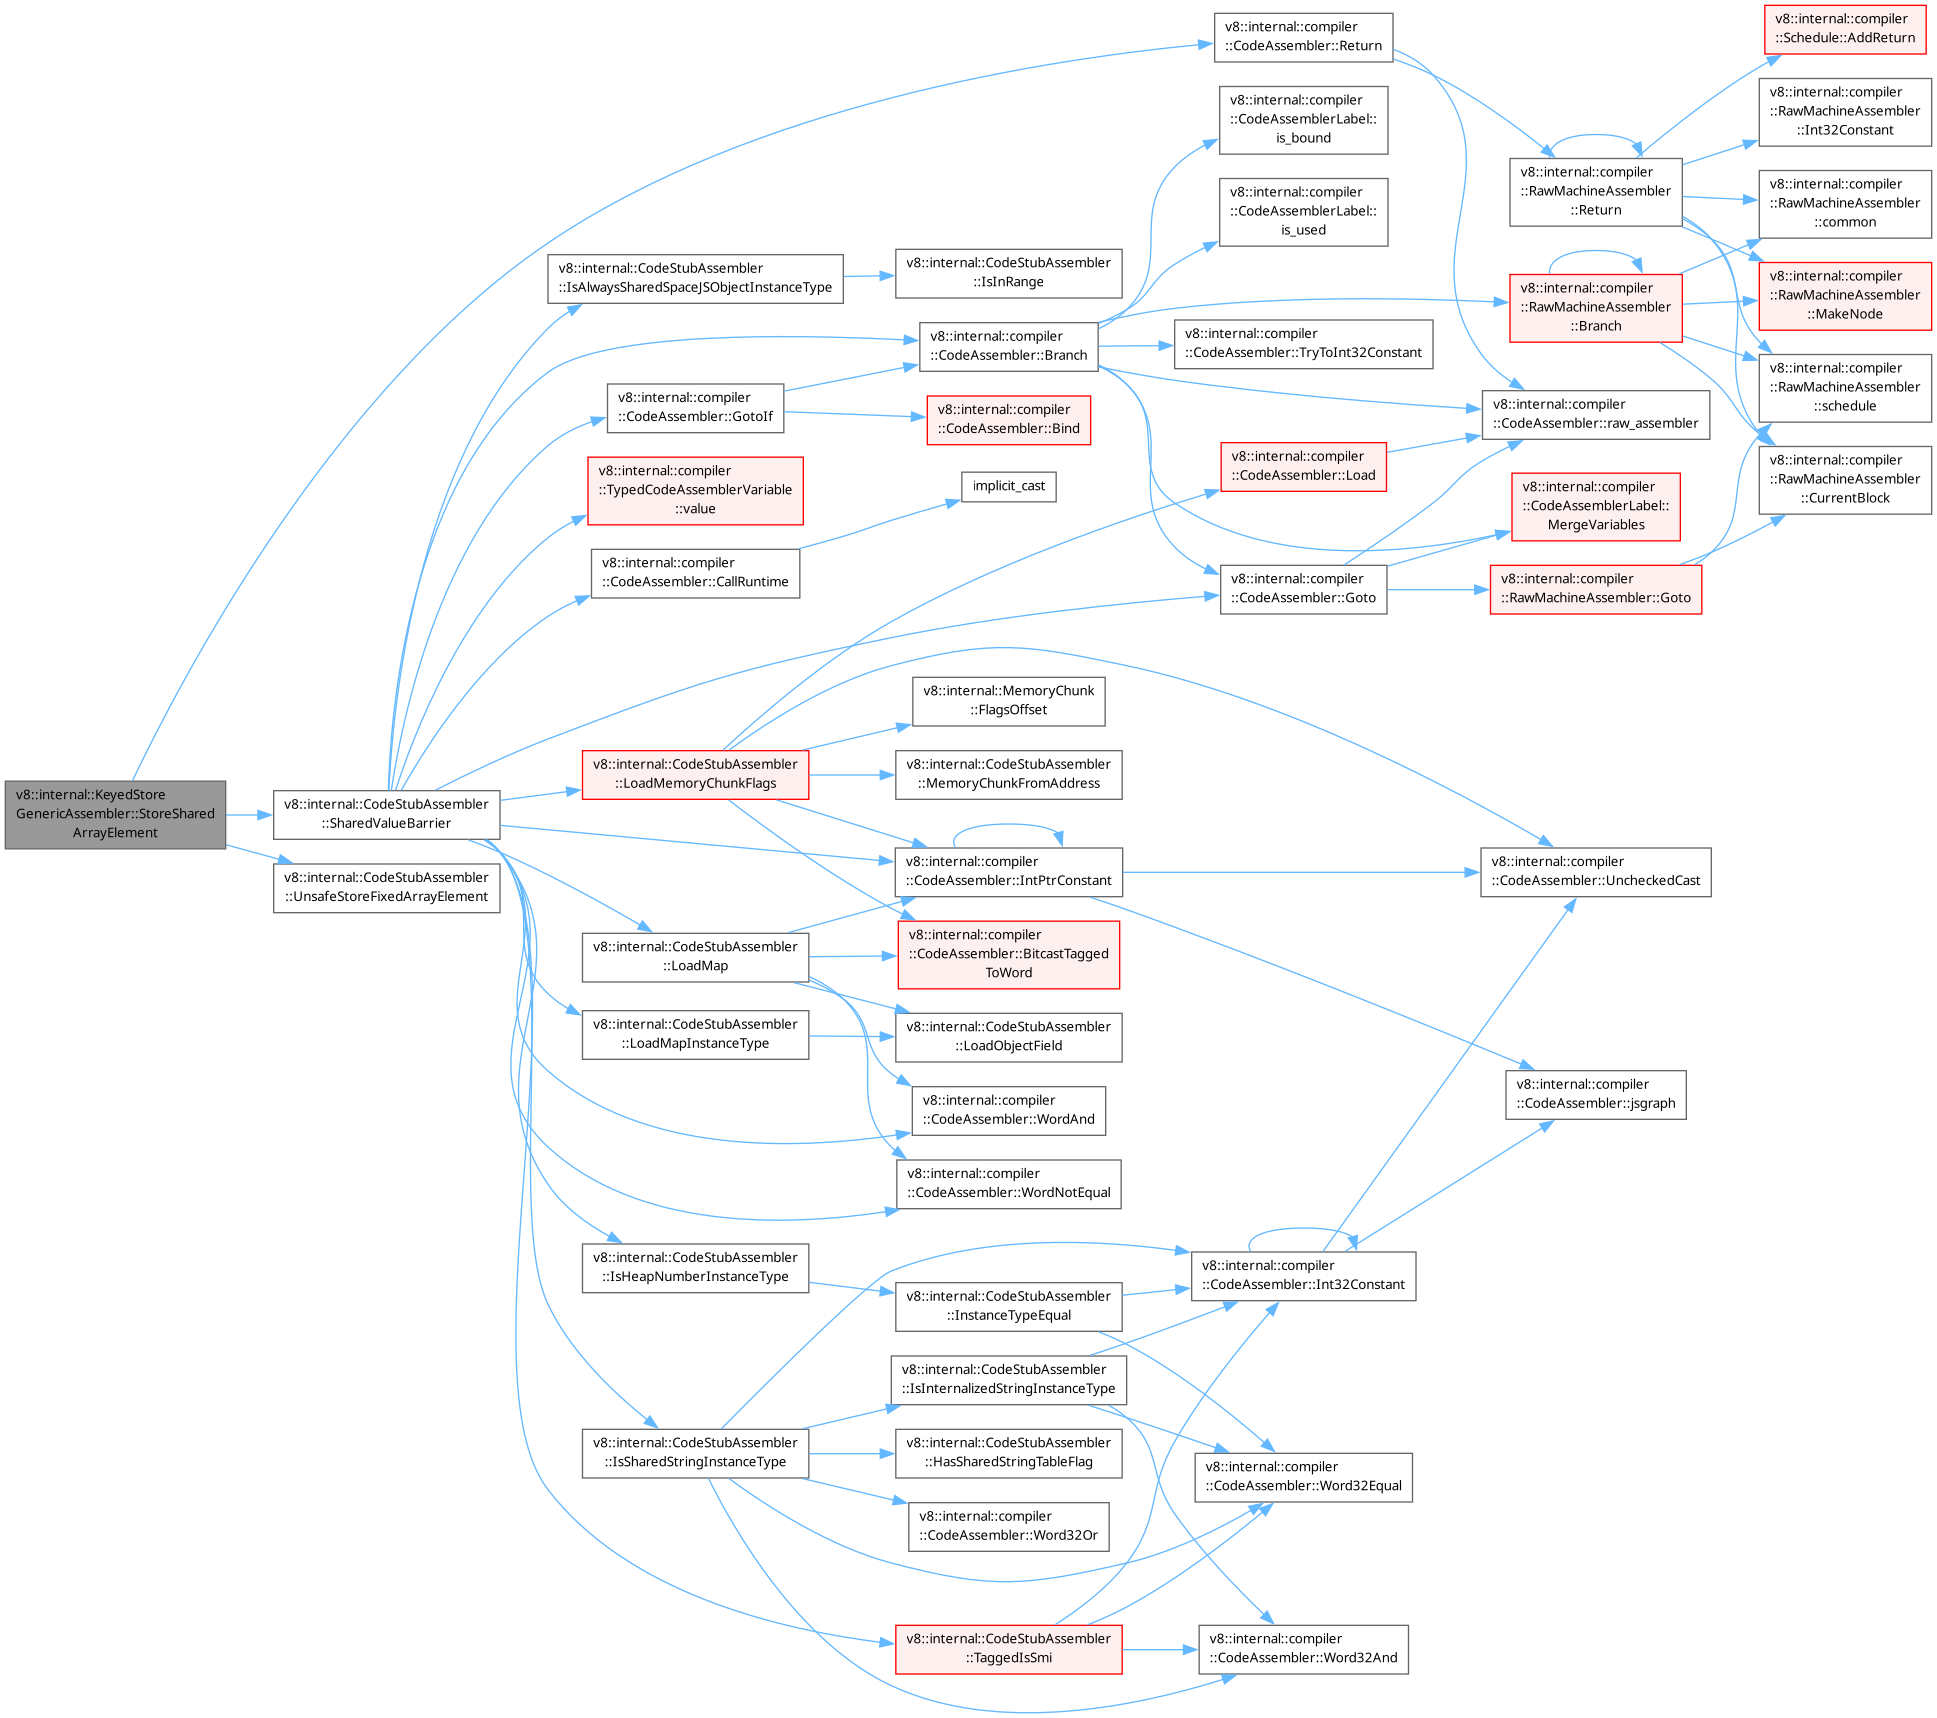 v8::internal::KeyedStore
GenericAssembler::StoreShared
ArrayElement
v8::internal::CodeStubAssembler
::SharedValueBarrier
v8::internal::CodeStubAssembler
::UnsafeStoreFixedArrayElement
v8::internal::CodeStubAssembler
::IsAlwaysSharedSpaceJSObjectInstanceType
v8::internal::compiler
::CodeAssembler::GotoIf
v8::internal::compiler
::TypedCodeAssemblerVariable
::value
v8::internal::compiler
::CodeAssembler::CallRuntime
v8::internal::CodeStubAssembler
::LoadMemoryChunkFlags
v8::internal::CodeStubAssembler
::LoadMap
v8::internal::CodeStubAssembler
::LoadMapInstanceType
v8::internal::CodeStubAssembler
::IsHeapNumberInstanceType
v8::internal::CodeStubAssembler
::IsSharedStringInstanceType
v8::internal::CodeStubAssembler
::IsInRange
v8::internal::compiler
::CodeAssembler::Branch
v8::internal::compiler
::CodeAssembler::Bind
implicit_cast
v8::internal::MemoryChunk
::FlagsOffset
v8::internal::CodeStubAssembler
::MemoryChunkFromAddress
v8::internal::compiler
::CodeAssembler::IntPtrConstant
v8::internal::compiler
::CodeAssembler::BitcastTagged
ToWord
v8::internal::CodeStubAssembler
::LoadObjectField
v8::internal::compiler
::CodeAssembler::WordAnd
v8::internal::compiler
::CodeAssembler::WordNotEqual
v8::internal::CodeStubAssembler
::InstanceTypeEqual
v8::internal::CodeStubAssembler
::IsInternalizedStringInstanceType
v8::internal::CodeStubAssembler
::HasSharedStringTableFlag
v8::internal::compiler
::CodeAssembler::Word32Or
v8::internal::CodeStubAssembler
::TaggedIsSmi
v8::internal::compiler
::CodeAssembler::Return
v8::internal::compiler
::CodeAssemblerLabel::
is_bound
v8::internal::compiler
::CodeAssemblerLabel::
is_used
v8::internal::compiler
::CodeAssembler::TryToInt32Constant
v8::internal::compiler
::CodeAssembler::Load
v8::internal::compiler
::CodeAssembler::Goto
v8::internal::compiler
::CodeAssembler::Int32Constant
v8::internal::compiler
::CodeAssembler::Word32Equal
v8::internal::compiler
::CodeAssembler::Word32And
v8::internal::compiler
::RawMachineAssembler
::Return
v8::internal::compiler
::RawMachineAssembler
::Branch
v8::internal::compiler
::CodeAssembler::raw_assembler
v8::internal::compiler
::CodeAssemblerLabel::
MergeVariables
v8::internal::compiler
::RawMachineAssembler::Goto
v8::internal::compiler
::CodeAssembler::UncheckedCast
v8::internal::compiler
::CodeAssembler::jsgraph
v8::internal::compiler
::Schedule::AddReturn
v8::internal::compiler
::RawMachineAssembler
::Int32Constant
v8::internal::compiler
::RawMachineAssembler
::common
v8::internal::compiler
::RawMachineAssembler
::MakeNode
v8::internal::compiler
::RawMachineAssembler
::schedule
v8::internal::compiler
::RawMachineAssembler
::CurrentBlock